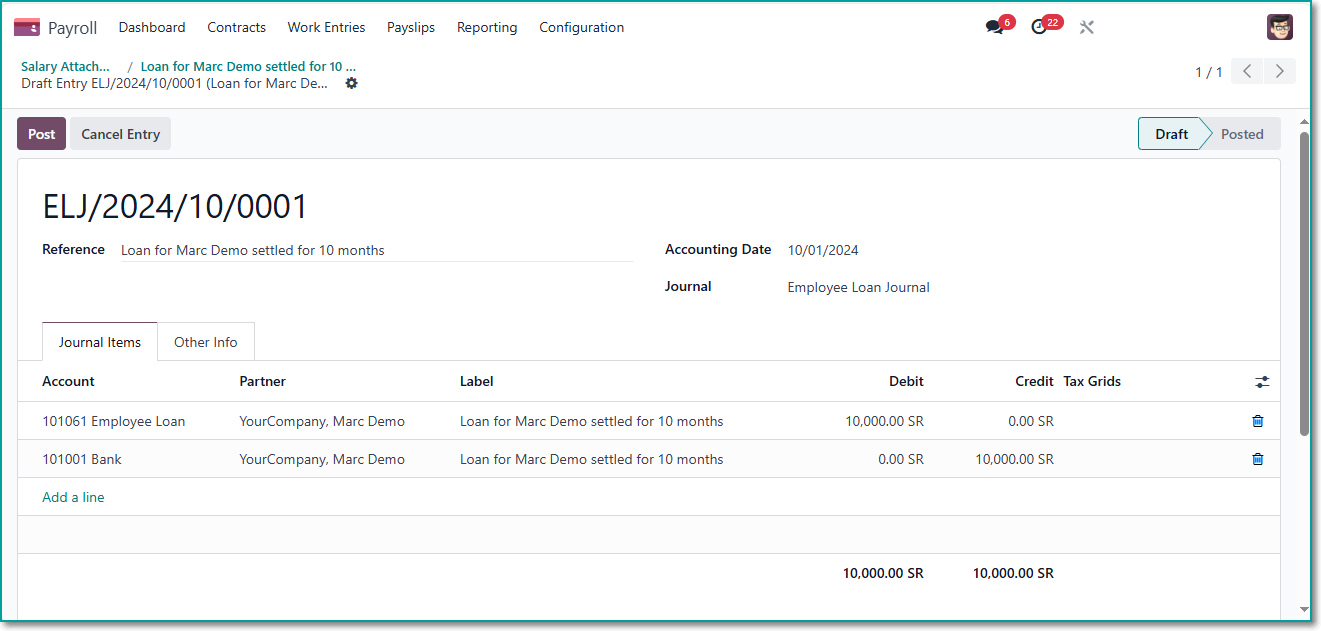 Payroll Dashboard Contracts Work Entries Payslips Reporting Configuration 6 22
Salary Attach... / Loan for Marc Demo settled for 10 ...
Draft Entry ELJ/2024/10/0001 (Loan for Marc De...
1 / 1
Post Cancel Entry Draft Posted
ELJ/2024/10/0001
Reference Loan for Marc Demo settled for 10 months Accounting Date 10/01/2024
Journal Employee Loan Journal
Journal Items Other Info
Account Partner Label Debit Credit Tax Grids
101061 Employee Loan YourCompany, Marc Demo Loan for Marc Demo settled for 10 months 10,000.00 SR 0.00 SR
101001 Bank YourCompany, Marc Demo Loan for Marc Demo settled for 10 months 0.00 SR 10,000.00 SR
Add a line
10,000.00 SR 10,000.00 SR